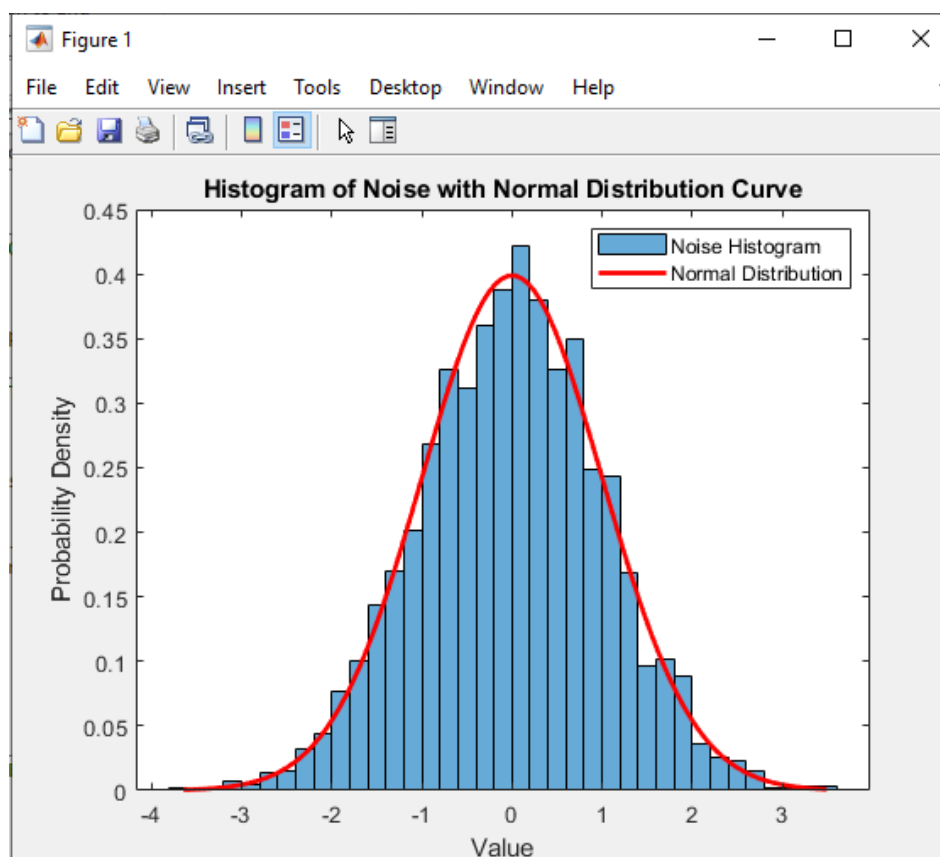 Figure 1
File Edit View Insert Tools Desktop Window Help
Histogram of Noise with Normal Distribution Curve
0.45
0.4
0.35
0.3
0.25
0.2
0.15
0.1
0.05
0
Probability Density
Noise Histogram
Normal Distribution
-4 -3 -2 -1 0 1 2 3
Value